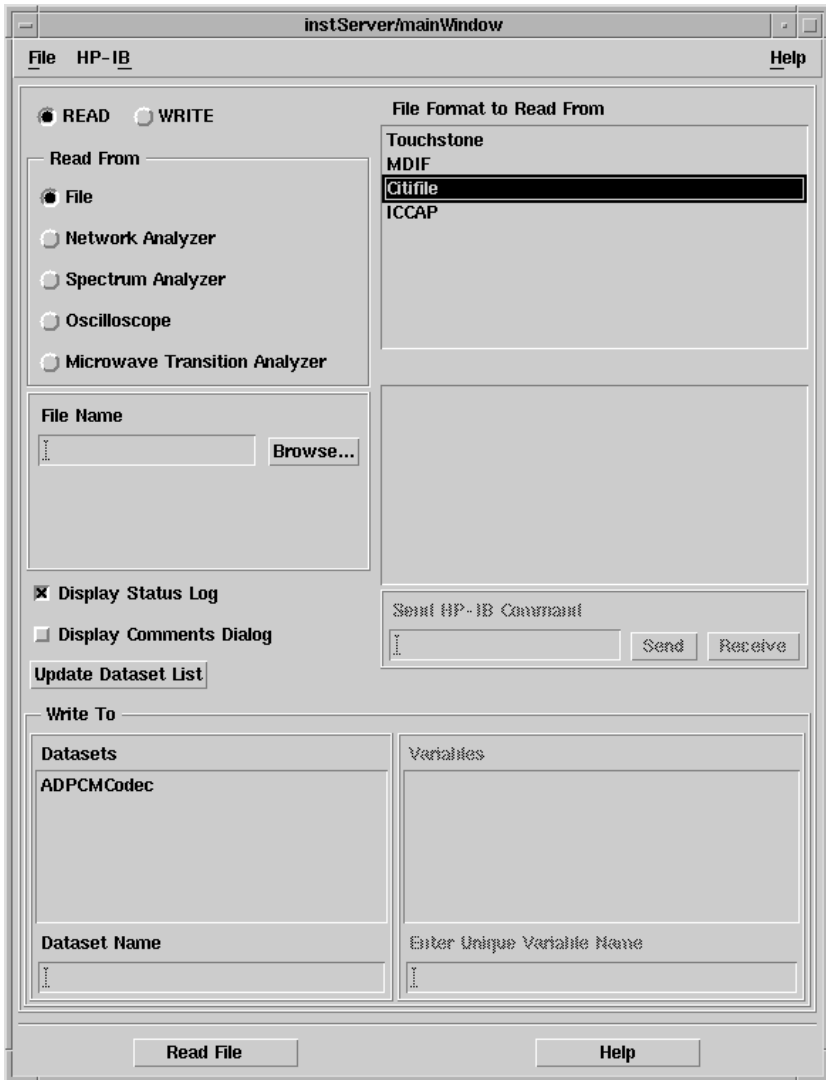 instServer/mainWindow
File HP-IB Help
READ WRITE
File Format to Read From
Touchstone
MDIF
Citifile
ICCAP
Read From
File
Network Analyzer
Spectrum Analyzer
Oscilloscope
Microwave Transition Analyzer
File Name
Browse...
Display Status Log
Display Comments Dialog
Update Dataset List
Send HP-IB Command
Send Receive
Write To
Datasets
ADPCMCodec
Variables
Dataset Name
Enter Unique Variable Name
Read File Help